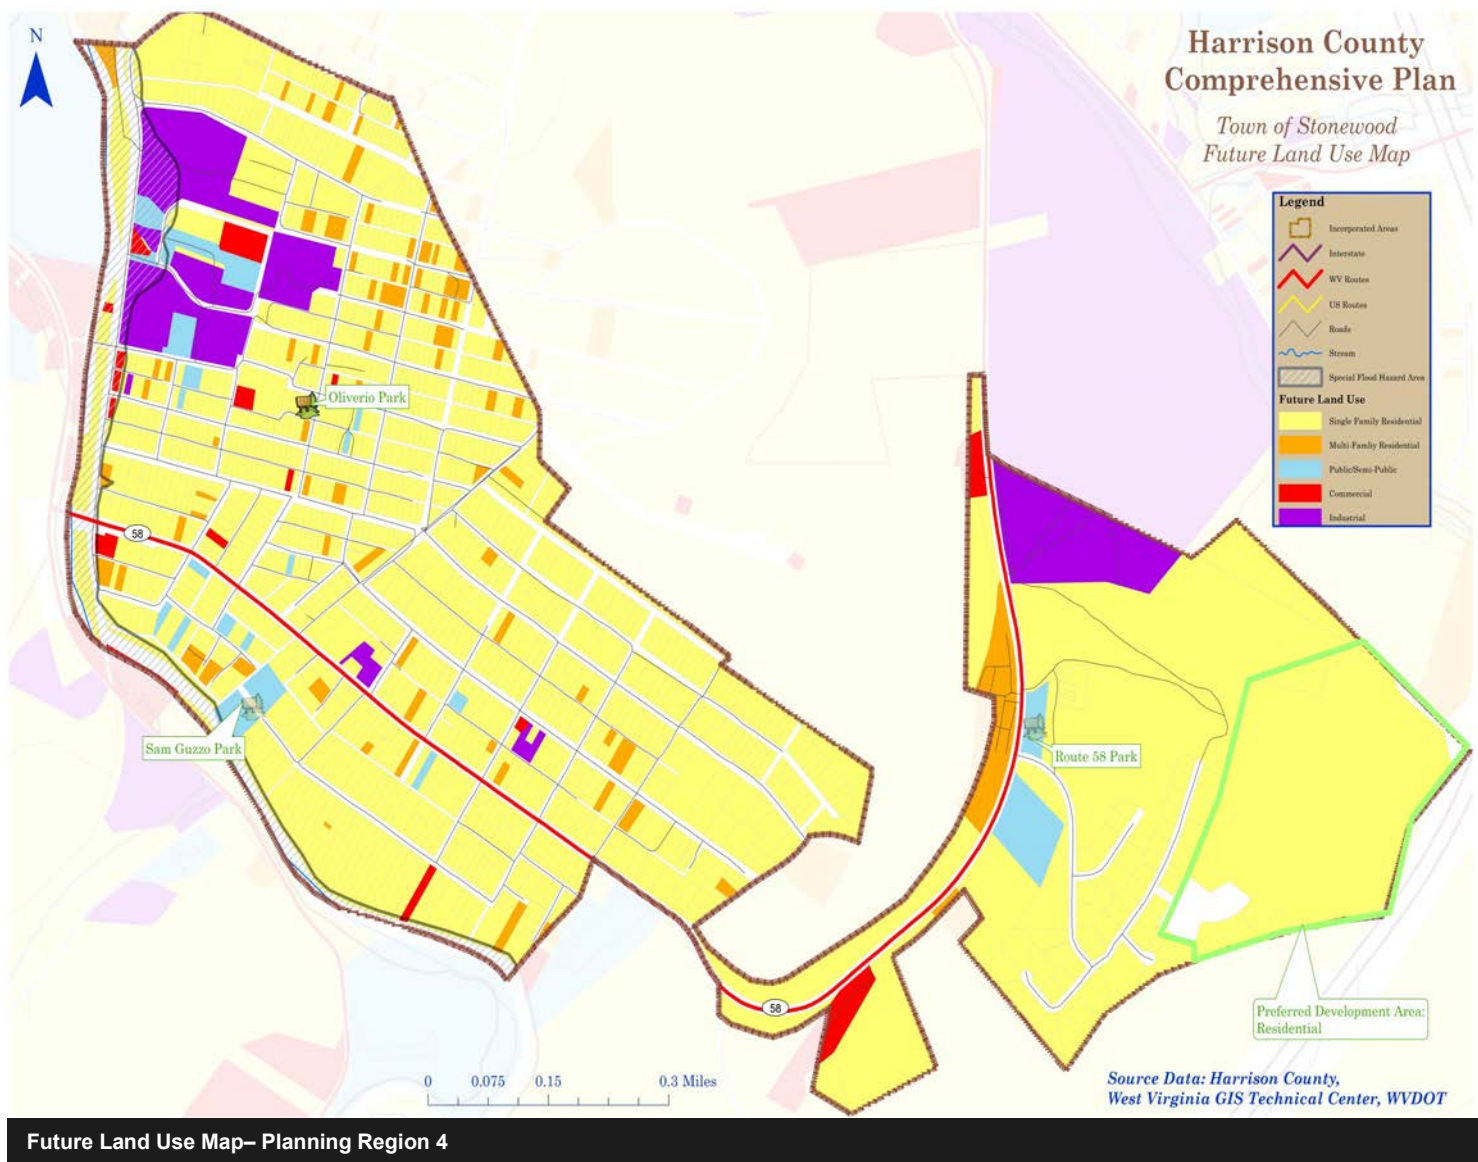 N
Harrison County
Comprehensive Plan
Town of Stonewood
Future Land Use Map
Legend
Incorporated Areas
Interstate
WV Routes
US Routes
Roads
Stream
Special Flood Hazard Area
Future Land Use
Single Family Residential
Multi-Family Residential
Public/Semi-Public
Commercial
Industrial
Oliverio Park
58
Sam Guzzo Park
Route 58 Park
58
Preferred Development Area:
Residential
0 0.075 0.15 0.3 Miles
Source Data: Harrison County,
West Virginia GIS Technical Center, WVDOT
Future Land Use Map– Planning Region 4